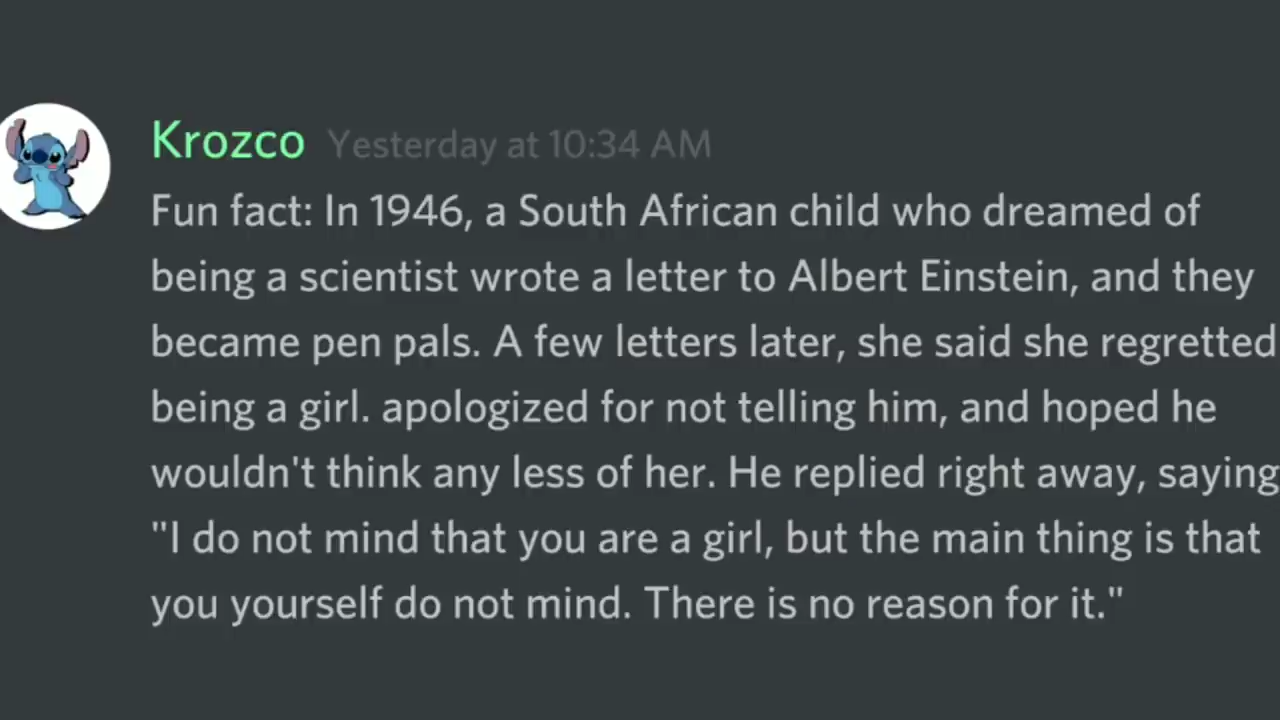 Krozco Yesterday at 10:34 AM
Fun fact: In 1946, a South African child who dreamed of
being a scientist wrote a letter to Albert Einstein, and they
became pen pals. A few letters later, she said she regretted
being a girl. apologized for not telling him, and hoped he
wouldn't think any less of her. He replied right away, saying
"I do not mind that you are a girl, but the main thing is that
you yourself do not mind. There is no reason for it."